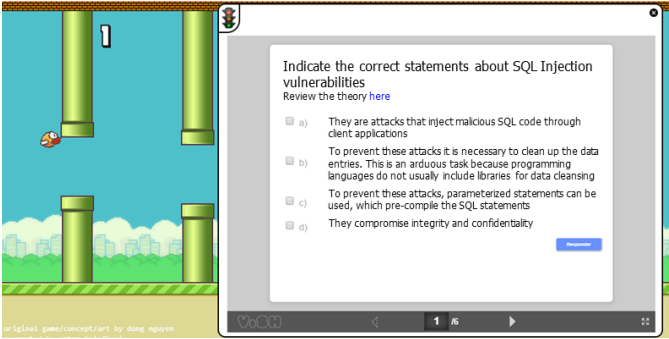 1
Indicate the correct statements about SQL Injection
vulnerabilities
Review the theory here
a) They are attacks that inject malicious SQL code through
client applications
b) To prevent these attacks it is necessary to clean up the data
entries. This is an arduous task because programming
languages do not usually include libraries for data cleansing
c) To prevent these attacks, parameterized statements can be
used, which pre-compile the SQL statements
d) They compromise integrity and confidentiality
Responder
ViSH
1 /5
original game/concept/art by dong nguyen